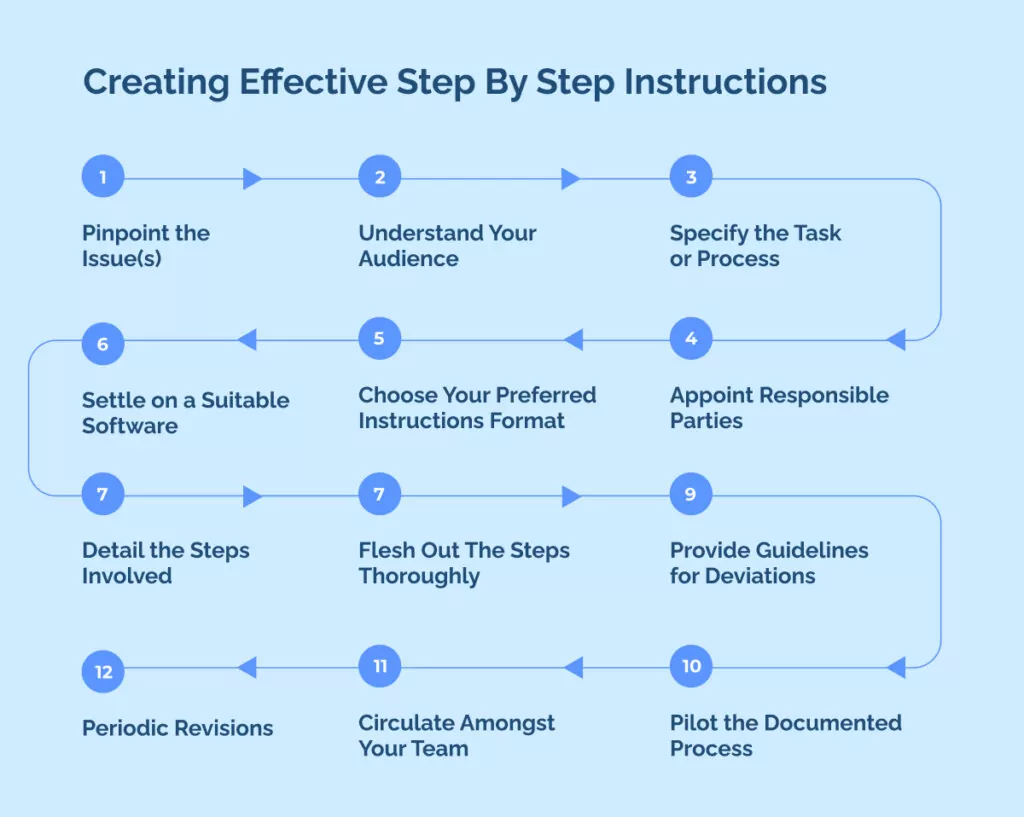 Creating Effective Step By Step Instructions
1
Pinpoint the
Issue(s)
2
Understand Your
Audience
3
Specify the Task
or Process
4
Appoint Responsible
Parties
5
Choose Your Preferred
Instructions Format
6
Settle on a Suitable
Software
7
Detail the Steps
Involved
7
Flesh Out The Steps
Thoroughly
9
Provide Guidelines
for Deviations
10
Pilot the Documented
Process
11
Circulate Amongst
Your Team
12
Periodic Revisions